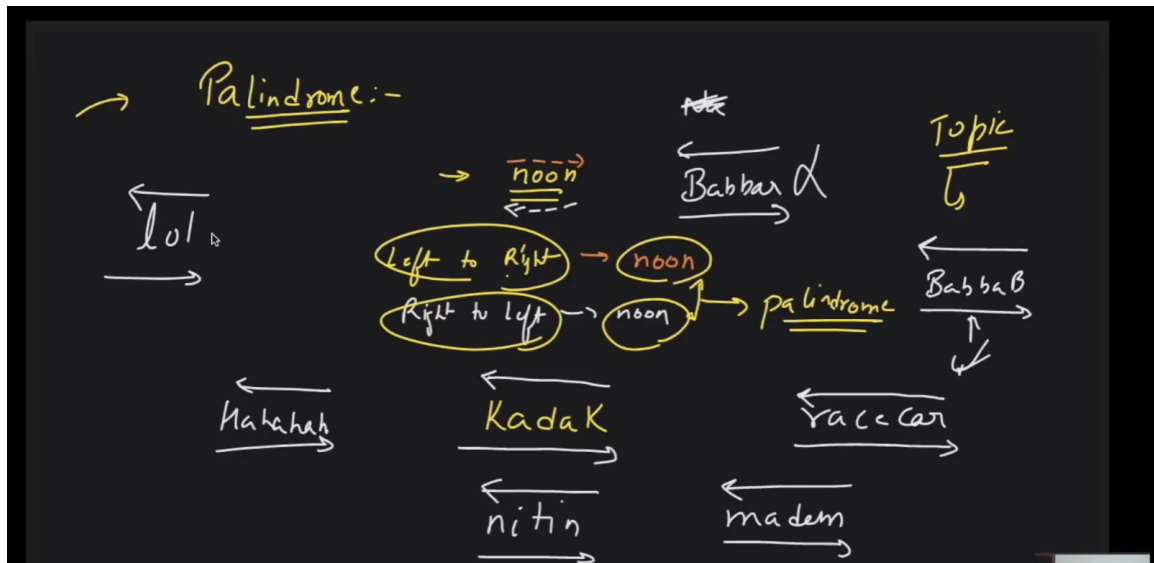 Palindrome:-
Topic
noon
Babbar
lol
Left to Right → noon
BabbaB
Right to Left → noon → palindrome
Hahahah
KadaK
racecar
nitin
madem